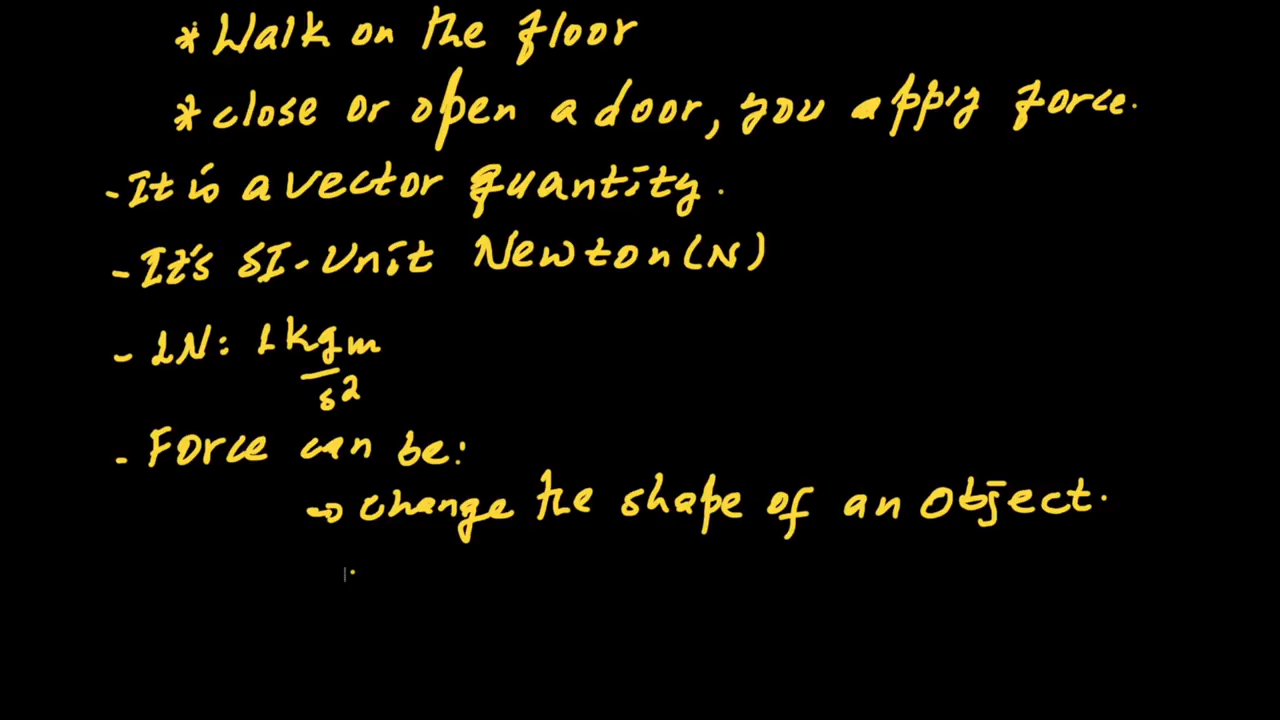 * Walk on the floor
* close or open a door, you apply force.
- It is a vector quantity.
- It's SI-Unit Newton (N)
- 1N: 1kgm
s²
- Force can be:
→ change the shape of an Object.